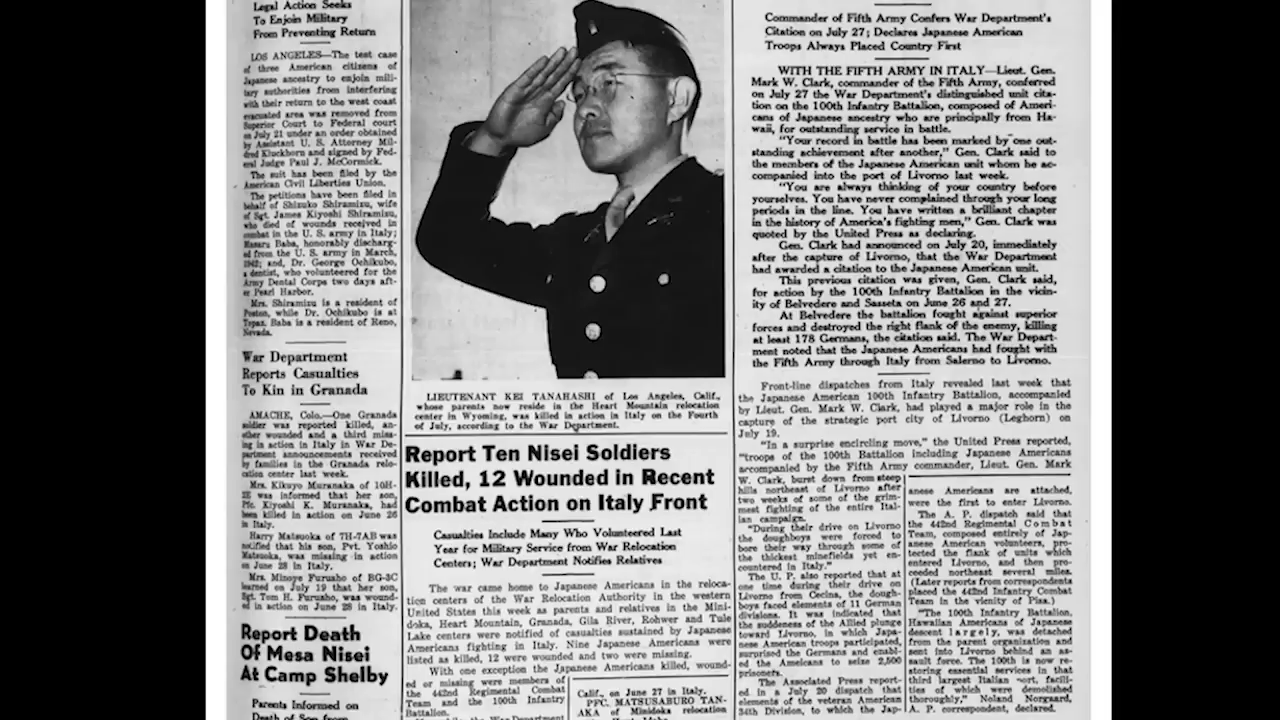 Legal Action Seeks
To Enjoin Military
From Preventing Return
LOS ANGELES—The test case
of three American citizens of
Japanese ancestry to enjoin mili-
tary authorities from interfering
with their return to the west coast
evacuated area was removed from
Superior Court to Federal court
on July 21 under an order obtained
by Assistant U. S. Attorney Mil-
dred Kluckhorn and signed by Fed-
eral Judge Paul J. McCormick.
The suit has been filed by the
American Civil Liberties Union.
The petitions have been filed in
behalf of Shizuko Shiramizu, wife
of Sgt. James Kiyoshi Shiramizu,
who died of wounds received in
combat in the U. S. army in Italy;
Masaru Baba, honorably discharg-
ed from the U. S. army in March,
1942; and, Dr. George Ochikubo,
a dentist, who volunteered for the
Army Dental Corps two days aft-
er Pearl Harbor.
Mrs. Shiramizu is a resident of
Poston, while Dr. Ochikubo is at
Topaz. Baba is a resident of Reno,
Nevada.
War Department
Reports Casualties
To Kin in Granada
AMACHE, Colo.—One Granada
soldier was reported killed, an-
other wounded and a third miss-
ing in action in Italy in War De-
partment announcements received
by families in the Granada relo-
cation center last week.
Mrs. Kikuyo Muranaka of 10H-
2E was informed that her son,
Pfc. Kiyoshi K. Muranaka, had
been killed in action on June 26
in Italy.
Harry Matsuoka of 7H-7AB was
notified that his son, Pvt. Yoshio
Matsuoka, was missing in action
on June 28 in Italy.
Mrs. Minoye Furusho of BG-3C
learned on July 19 that her son,
Sgt. Tom H. Furusho, was wound-
ed in action on June 28 in Italy.
Report Death
Of Mesa Nisei
At Camp Shelby
Parents Informed on
Death of Son from
LIEUTENANT KEI TANAHASHI of Los Angeles, Calif.,
whose parents now reside in the Heart Mountain relocation
center in Wyoming, was killed in action in Italy on the Fourth
of July, according to the War Department.
Report Ten Nisei Soldiers
Killed, 12 Wounded in Recent
Combat Action on Italy Front
Casualties Include Many Who Volunteered Last
Year for Military Service from War Relocation
Centers; War Department Notifies Relatives
The war came home to Japanese Americans in the reloca-
tion centers of the War Relocation Authority in the western
United States this week as parents and relatives in the Mini-
doka, Heart Mountain, Granada, Gila River, Rohwer and Tule
Lake centers were notified of casualties sustained by Japanese
Americans fighting in Italy. Nine Japanese Americans were
listed as killed, 12 were wounded and two were missing.
With one exception the Japanese Americans killed, wound-
ed or missing were members of
the 442nd Regimental Combat
Team and the 100th Infantry
Battalion.
Calif., on June 27 in Italy.
PFC. MATSUSABURO TAN-
AKA of Minidoka relocation
Commander of Fifth Army Confers War Department's
Citation on July 27; Declares Japanese American
Troops Always Placed Country First
WITH THE FIFTH ARMY IN ITALY—Lieut. Gen.
Mark W. Clark, commander of the Fifth Army, conferred
on July 27 the War Department's distinguished unit cita-
tion on the 100th Infantry Battalion, composed of Ameri-
cans of Japanese ancestry who are principally from Ha-
waii, for outstanding service in battle.
"Your record in battle has been marked by one out-
standing achievement after another," Gen. Clark said to
the members of the Japanese American unit whom he ac-
companied into the port of Livorno last week.
"You are always thinking of your country before
yourselves. You have never complained through your long
periods in the line. You have written a brilliant chapter
in the history of America's fighting men," Gen. Clark was
quoted by the United Press as declaring.
Gen. Clark had announced on July 20, immediately
after the capture of Livorno, that the War Department
had awarded a citation to the Japanese American unit.
This previous citation was given, Gen. Clark said,
for action by the 100th Infantry Battalion in the vicin-
ity of Belvedere and Sasseta on June 26 and 27.
At Belvedere the battalion fought against superior
forces and destroyed the right flank of the enemy, killing
at least 178 Germans, the citation said. The War Depart-
ment noted that the Japanese Americans had fought with
the Fifth Army through Italy from Salerno to Livorno.
Front-line dispatches from Italy revealed last week that
the Japanese American 100th Infantry Battalion, accompanied
by Lieut. Gen. Mark W. Clark, had played a major role in the
capture of the strategic port city of Livorno (Leghorn) on
July 19.
"In a surprise encircling move," the United Press reported,
"troops of the 100th Battalion including Japanese Americans
accompanied by the Fifth Army commander, Lieut. Gen. Mark
W. Clark, burst down from steep
hills northeast of Livorno after
two weeks of some of the grim-
mest fighting of the entire Ital-
ian campaign.
"During their drive on Livorno
the doughboys were forced to
bore their way through some of
the thickest minefields yet en-
countered in Italy."
The U. P. also reported that at
one time during their drive on
Livorno from Cecina, the dough-
boys faced elements of 11 German
divisions. It was indicated that
the suddeness of the Allied plunge
toward Livorno, in which Japa-
nese American troops participated,
surprised the Germans and enabl-
ed the Ameicans to seize 2,500
prisoners.
The Associated Press report-
ed in a July 20 dispatch that
elements of the veteran American
34th Division, to which the Jap-
anese Americans are attached,
were the first to enter Livorno.
The A. P. dispatch said that
the 442nd Regimental Combat
Team, composed entirely of Jap-
anese American volunteers, pro-
tected the flank of units which
entered Livorno, and then pro-
ceeded northeast several miles.
(Later reports from correspondents
placed the 442nd Infantry Combat
Team in the vicinity of Pisa.)
"The 100th Infantry Battalion,
Hawaiian Americans of Japanese
descent largely, was detached
from the parent organization and
sent into Livorno behind an as-
sault force. The 100th is now re-
storing essential services in that
third largest Italian port, facili-
ties of which were demolished
thoroughly," Noland Norgaard,
A. P. correspondent, declared.